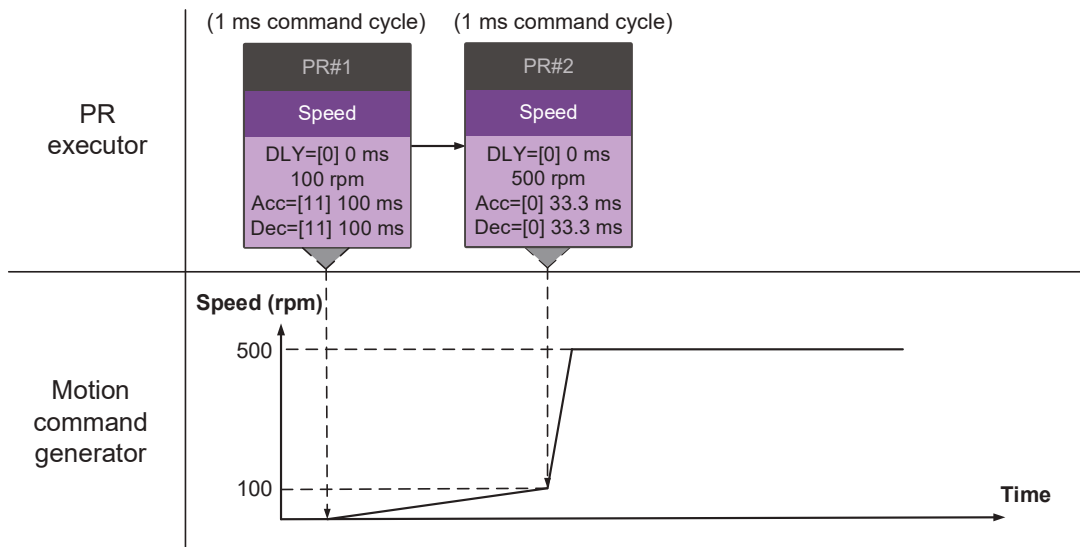 (1 ms command cycle) (1 ms command cycle)
PR#1
Speed
DLY=[0] 0 ms
100 rpm
Acc=[11] 100 ms
Dec=[11] 100 ms
PR#2
Speed
DLY=[0] 0 ms
500 rpm
Acc=[0] 33.3 ms
Dec=[0] 33.3 ms
PR
executor
Speed (rpm)
500
100
Time
Motion
command
generator